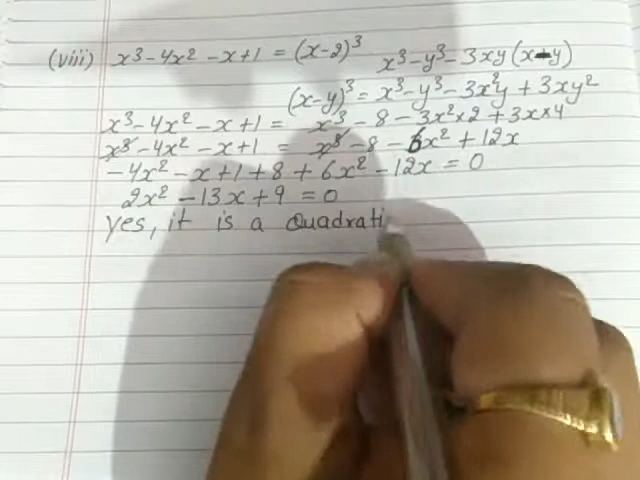 (viii) x³ - 4x² - x + 1 = (x-2)³ x³ - y³ - 3xy(x-y)
(x-y)³ = x³ - y³ - 3x²y + 3xy²
x³ - 4x² - x + 1 = x³ - 8 - 3x²×2 + 3x×4
x³ - 4x² - x + 1 = x³ - 8 - 6x² + 12x
-4x² - x + 1 + 8 + 6x² - 12x = 0
2x² - 13x + 9 = 0
Yes, it is a Quadrati